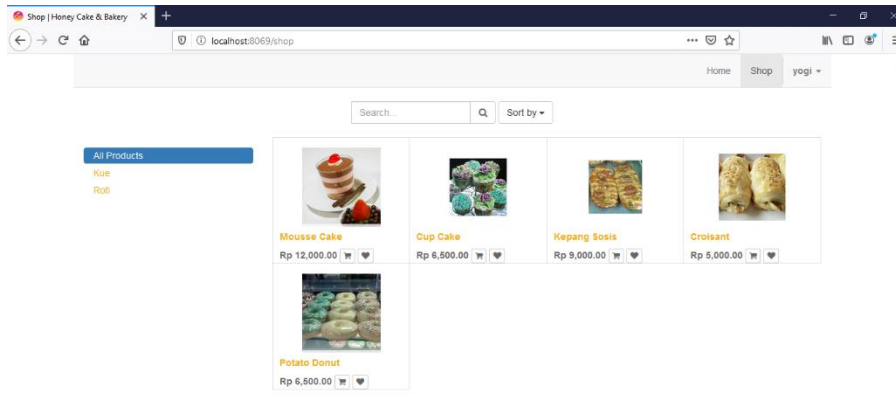 Shop | Honey Cake & Bakery
localhost:8069/shop
Home Shop yogi
Search... Sort by
All Products
Kue
Roti
Mousse Cake
Rp 12,000.00
Cup Cake
Rp 6,500.00
Kepang Sosis
Rp 9,000.00
Croisant
Rp 5,000.00
Potato Donut
Rp 6,500.00